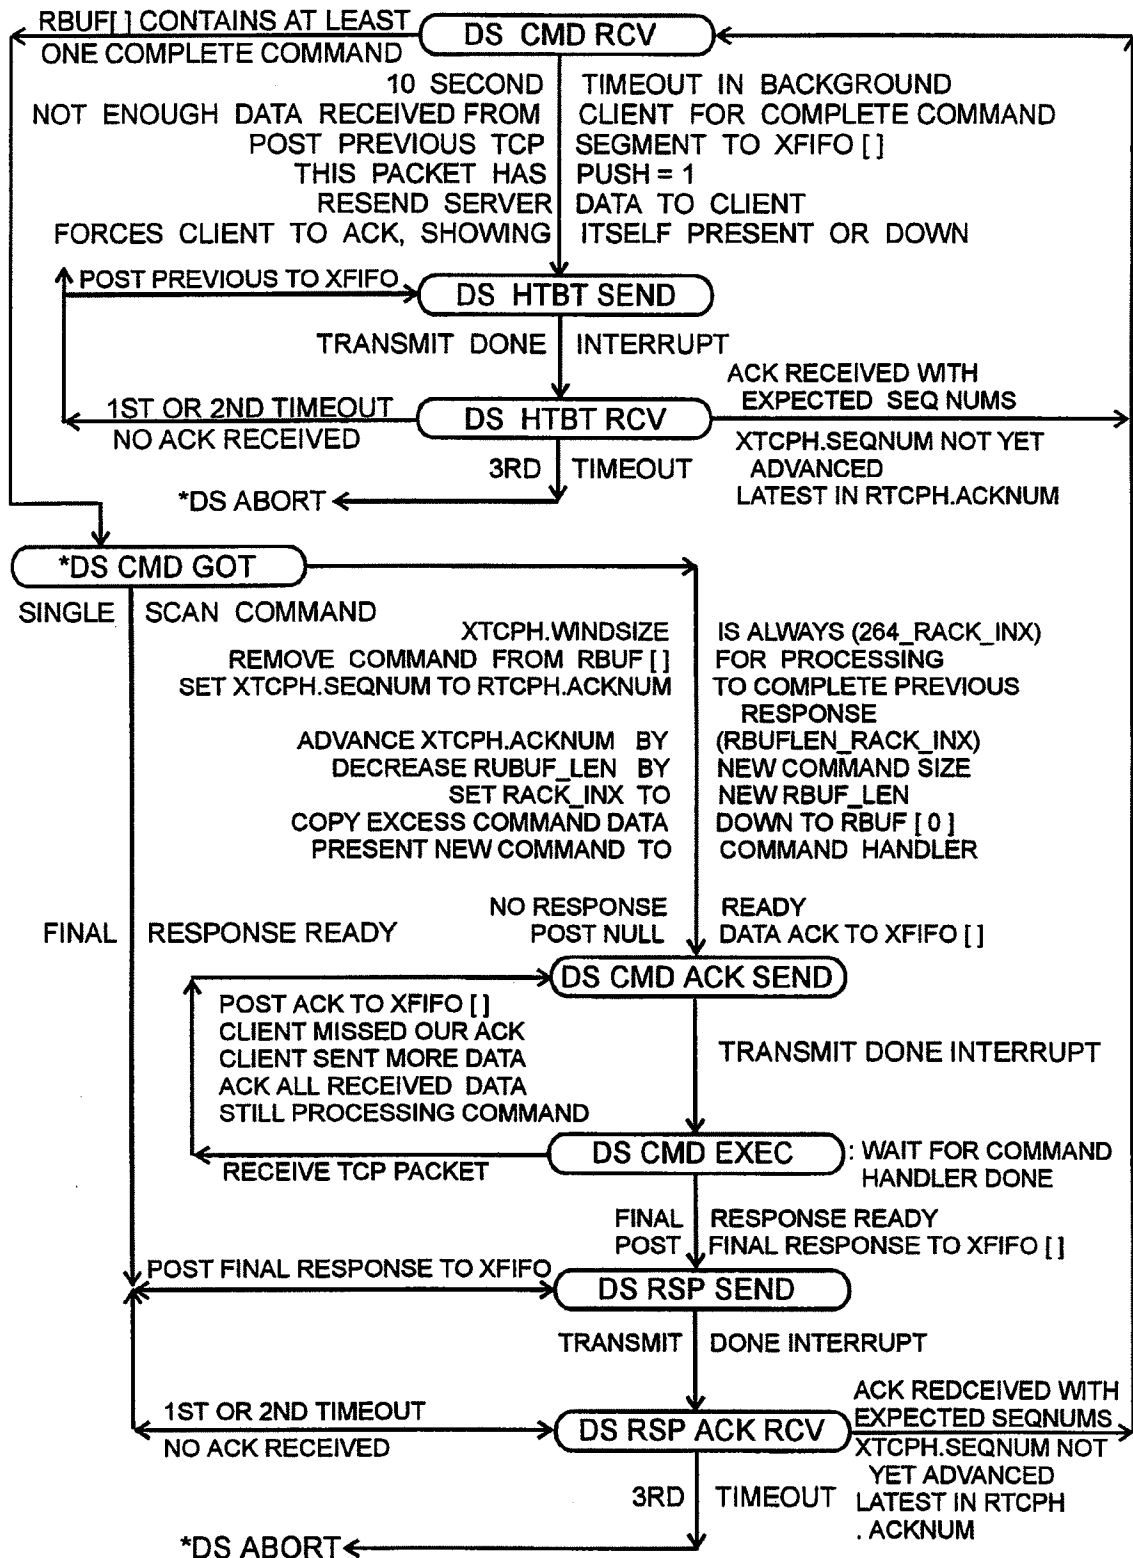 RBUF[ ] CONTAINS AT LEAST
ONE COMPLETE COMMAND
DS CMD RCV
10 SECOND TIMEOUT IN BACKGROUND
NOT ENOUGH DATA RECEIVED FROM CLIENT FOR COMPLETE COMMAND
POST PREVIOUS TCP SEGMENT TO XFIFO [ ]
THIS PACKET HAS PUSH = 1
RESEND SERVER DATA TO CLIENT
FORCES CLIENT TO ACK, SHOWING ITSELF PRESENT OR DOWN
POST PREVIOUS TO XFIFO
DS HTBT SEND
TRANSMIT DONE INTERRUPT
ACK RECEIVED WITH
EXPECTED SEQ NUMS
1ST OR 2ND TIMEOUT
NO ACK RECEIVED
DS HTBT RCV
XTCPH.SEQNUM NOT YET
ADVANCED
LATEST IN RTCPH.ACKNUM
3RD TIMEOUT
*DS ABORT
*DS CMD GOT
SINGLE SCAN COMMAND
XTCPH.WINDSIZE IS ALWAYS (264_RACK_INX)
REMOVE COMMAND FROM RBUF [ ] FOR PROCESSING
SET XTCPH.SEQNUM TO RTCPH.ACKNUM TO COMPLETE PREVIOUS
RESPONSE
ADVANCE XTCPH.ACKNUM BY (RBUFLEN_RACK_INX)
DECREASE RUBUF_LEN BY NEW COMMAND SIZE
SET RACK_INX TO NEW RBUF_LEN
COPY EXCESS COMMAND DATA DOWN TO RBUF [ 0 ]
PRESENT NEW COMMAND TO COMMAND HANDLER
NO RESPONSE READY
POST NULL DATA ACK TO XFIFO [ ]
FINAL RESPONSE READY
DS CMD ACK SEND
POST ACK TO XFIFO [ ]
CLIENT MISSED OUR ACK
CLIENT SENT MORE DATA
ACK ALL RECEIVED DATA
STILL PROCESSING COMMAND
TRANSMIT DONE INTERRUPT
RECEIVE TCP PACKET
DS CMD EXEC
: WAIT FOR COMMAND
HANDLER DONE
FINAL RESPONSE READY
POST FINAL RESPONSE TO XFIFO [ ]
POST FINAL RESPONSE TO XFIFO
DS RSP SEND
TRANSMIT DONE INTERRUPT
1ST OR 2ND TIMEOUT
NO ACK RECEIVED
DS RSP ACK RCV
ACK REDCEIVED WITH
EXPECTED SEQNUMS
XTCPH.SEQNUM NOT
YET ADVANCED
LATEST IN RTCPH
. ACKNUM
3RD TIMEOUT
*DS ABORT